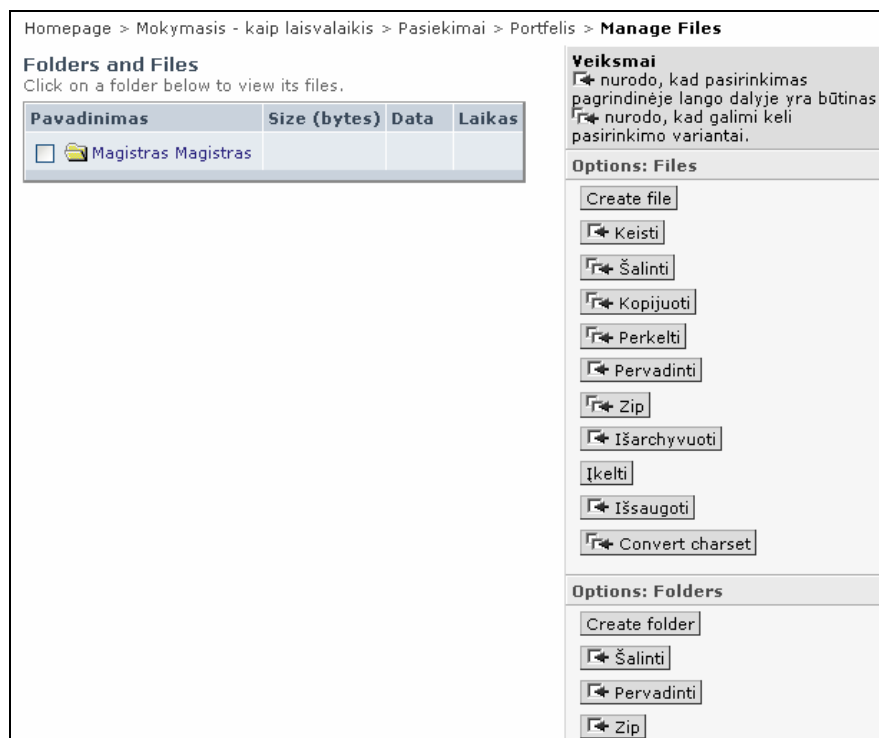 Homepage > Mokymasis - kaip laisvalaikis > Pasiekimai > Portfelis > Manage Files
Folders and Files
Click on a folder below to view its files.
Pavadinimas Size (bytes) Data Laikas
Magistras Magistras
Veiksmai
nurodo, kad pasirinkimas
pagrindinėje lango dalyje yra būtinas
nurodo, kad galimi keli
pasirinkimo variantai.
Options: Files
Create file
Keisti
Šalinti
Kopijuoti
Perkelti
Pervadinti
Zip
Išarchyvuoti
Įkelti
Išsaugoti
Convert charset
Options: Folders
Create folder
Šalinti
Pervadinti
Zip